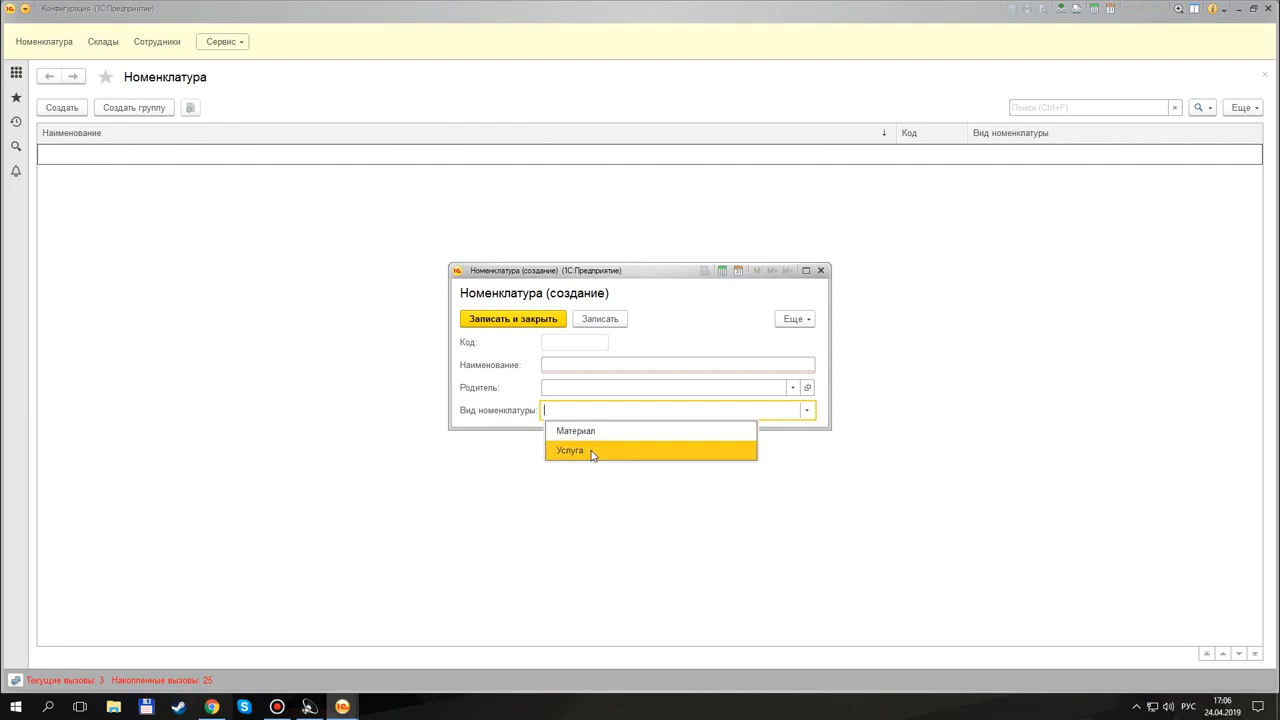 Конфигурация (1С:Предприятие)
Номенклатура Склады Сотрудники Сервис
Номенклатура
Создать Создать группу Поиск (Ctrl+F) × Еще
Наименование ↓ Код Вид номенклатуры
Номенклатура (создание) (1С:Предприятие) M M+ M-
Номенклатура (создание)
Записать и закрыть Записать Еще
Код:
Наименование:
Родитель:
Вид номенклатуры:
Материал
Услуга
Текущие вызовы: 3 Накопленные вызовы: 25
РУС 17:06
24.04.2019